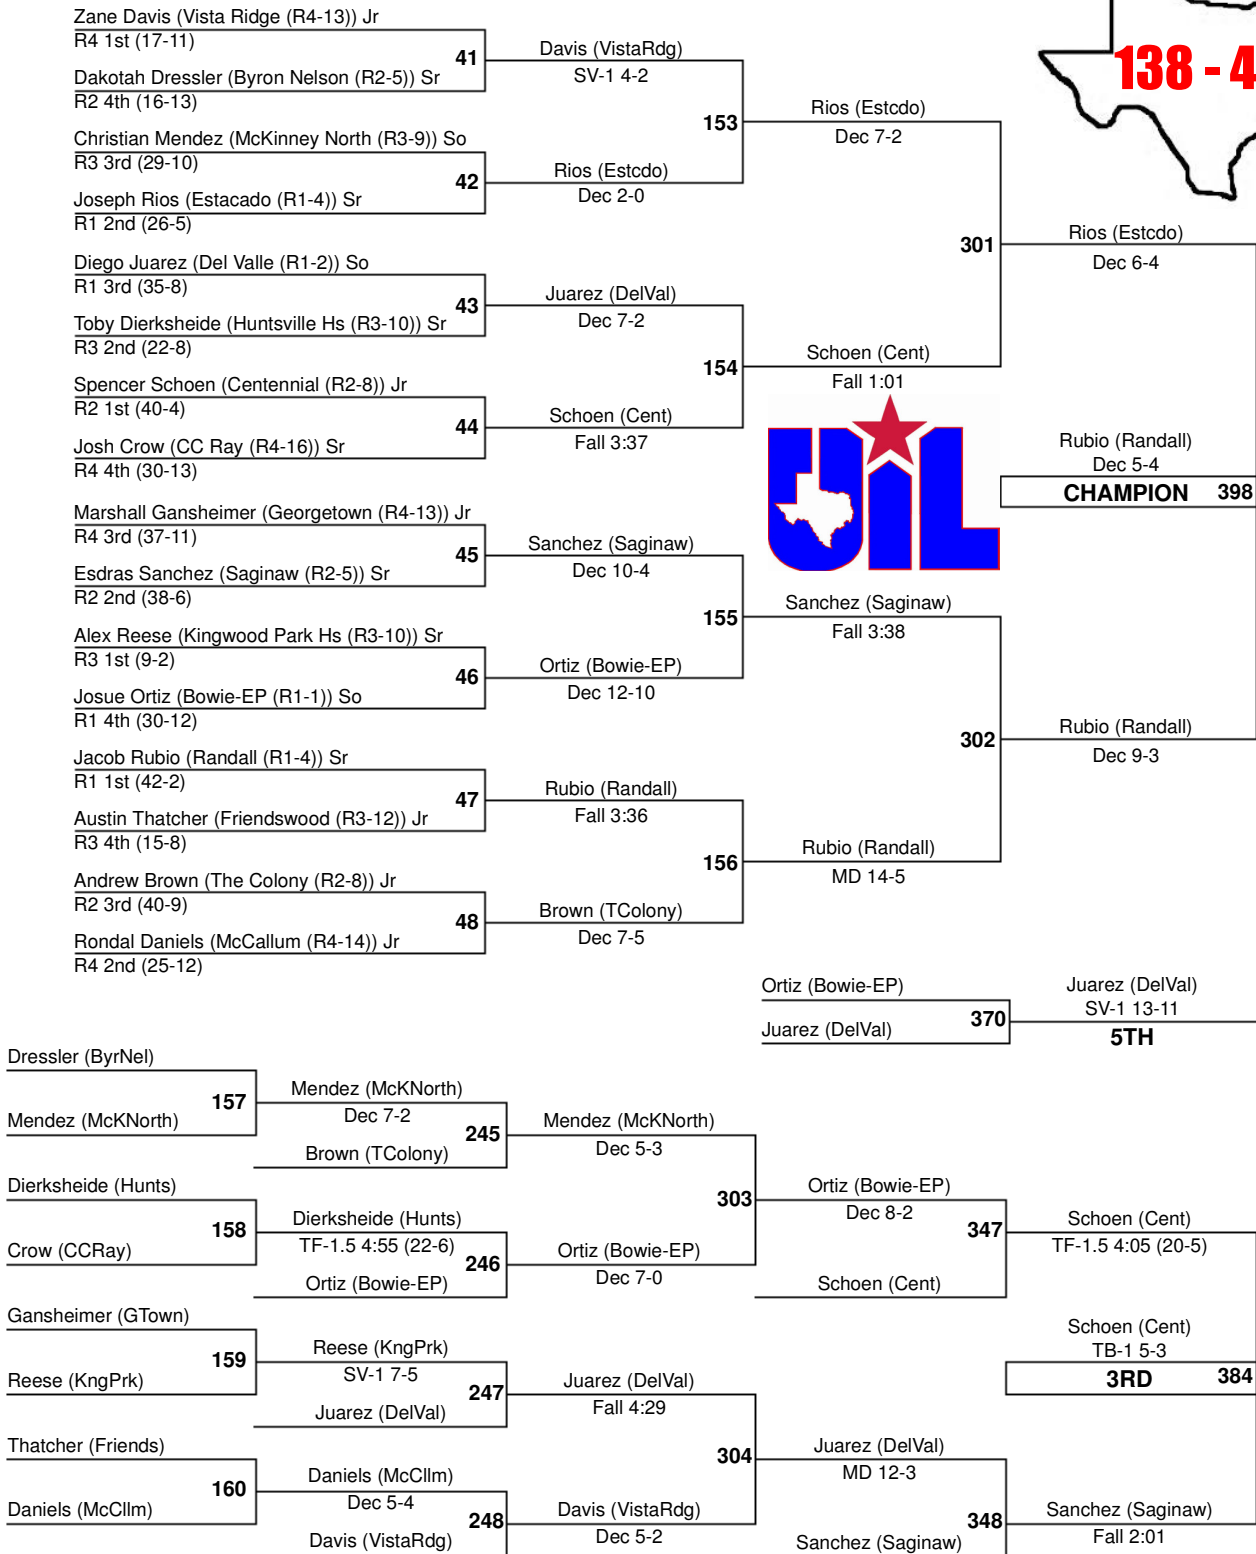 Zane Davis (Vista Ridge (R4-13)) Jr
R4 1st (17-11)
41
Dakotah Dressler (Byron Nelson (R2-5)) Sr
R2 4th (16-13)
Davis (VistaRdg)
SV-1 4-2
138 - 4
153
Rios (Estcdo)
Dec 7-2
Christian Mendez (McKinney North (R3-9)) So
R3 3rd (29-10)
42
Joseph Rios (Estacado (R1-4)) Sr
R1 2nd (26-5)
Rios (Estcdo)
Dec 2-0
301
Rios (Estcdo)
Dec 6-4
Diego Juarez (Del Valle (R1-2)) So
R1 3rd (35-8)
43
Toby Dierksheide (Huntsville Hs (R3-10)) Sr
R3 2nd (22-8)
Juarez (DelVal)
Dec 7-2
154
Schoen (Cent)
Fall 1:01
Spencer Schoen (Centennial (R2-8)) Jr
R2 1st (40-4)
44
Josh Crow (CC Ray (R4-16)) Sr
R4 4th (30-13)
Schoen (Cent)
Fall 3:37
UIL
Rubio (Randall)
Dec 5-4
CHAMPION 398
Marshall Gansheimer (Georgetown (R4-13)) Jr
R4 3rd (37-11)
45
Esdras Sanchez (Saginaw (R2-5)) Sr
R2 2nd (38-6)
Sanchez (Saginaw)
Dec 10-4
155
Sanchez (Saginaw)
Fall 3:38
Alex Reese (Kingwood Park Hs (R3-10)) Sr
R3 1st (9-2)
46
Josue Ortiz (Bowie-EP (R1-1)) So
R1 4th (30-12)
Ortiz (Bowie-EP)
Dec 12-10
302
Rubio (Randall)
Dec 9-3
Jacob Rubio (Randall (R1-4)) Sr
R1 1st (42-2)
47
Austin Thatcher (Friendswood (R3-12)) Jr
R3 4th (15-8)
Rubio (Randall)
Fall 3:36
156
Rubio (Randall)
MD 14-5
Andrew Brown (The Colony (R2-8)) Jr
R2 3rd (40-9)
48
Rondal Daniels (McCallum (R4-14)) Jr
R4 2nd (25-12)
Brown (TColony)
Dec 7-5
Ortiz (Bowie-EP)
370
Juarez (DelVal)
Juarez (DelVal)
SV-1 13-11
5TH
Dressler (ByrNel)
157
Mendez (McKNorth)
Mendez (McKNorth)
Dec 7-2
245
Brown (TColony)
Mendez (McKNorth)
Dec 5-3
Dierksheide (Hunts)
158
Crow (CCRay)
Dierksheide (Hunts)
TF-1.5 4:55 (22-6)
246
Ortiz (Bowie-EP)
Ortiz (Bowie-EP)
Dec 7-0
303
Ortiz (Bowie-EP)
Dec 8-2
347
Schoen (Cent)
Schoen (Cent)
TF-1.5 4:05 (20-5)
Gansheimer (GTown)
159
Reese (KngPrk)
Reese (KngPrk)
SV-1 7-5
247
Juarez (DelVal)
Juarez (DelVal)
Fall 4:29
Schoen (Cent)
TB-1 5-3
3RD 384
Thatcher (Friends)
160
Daniels (McCllm)
Daniels (McCllm)
Dec 5-4
248
Davis (VistaRdg)
Davis (VistaRdg)
Dec 5-2
304
Juarez (DelVal)
MD 12-3
348
Sanchez (Saginaw)
Sanchez (Saginaw)
Fall 2:01